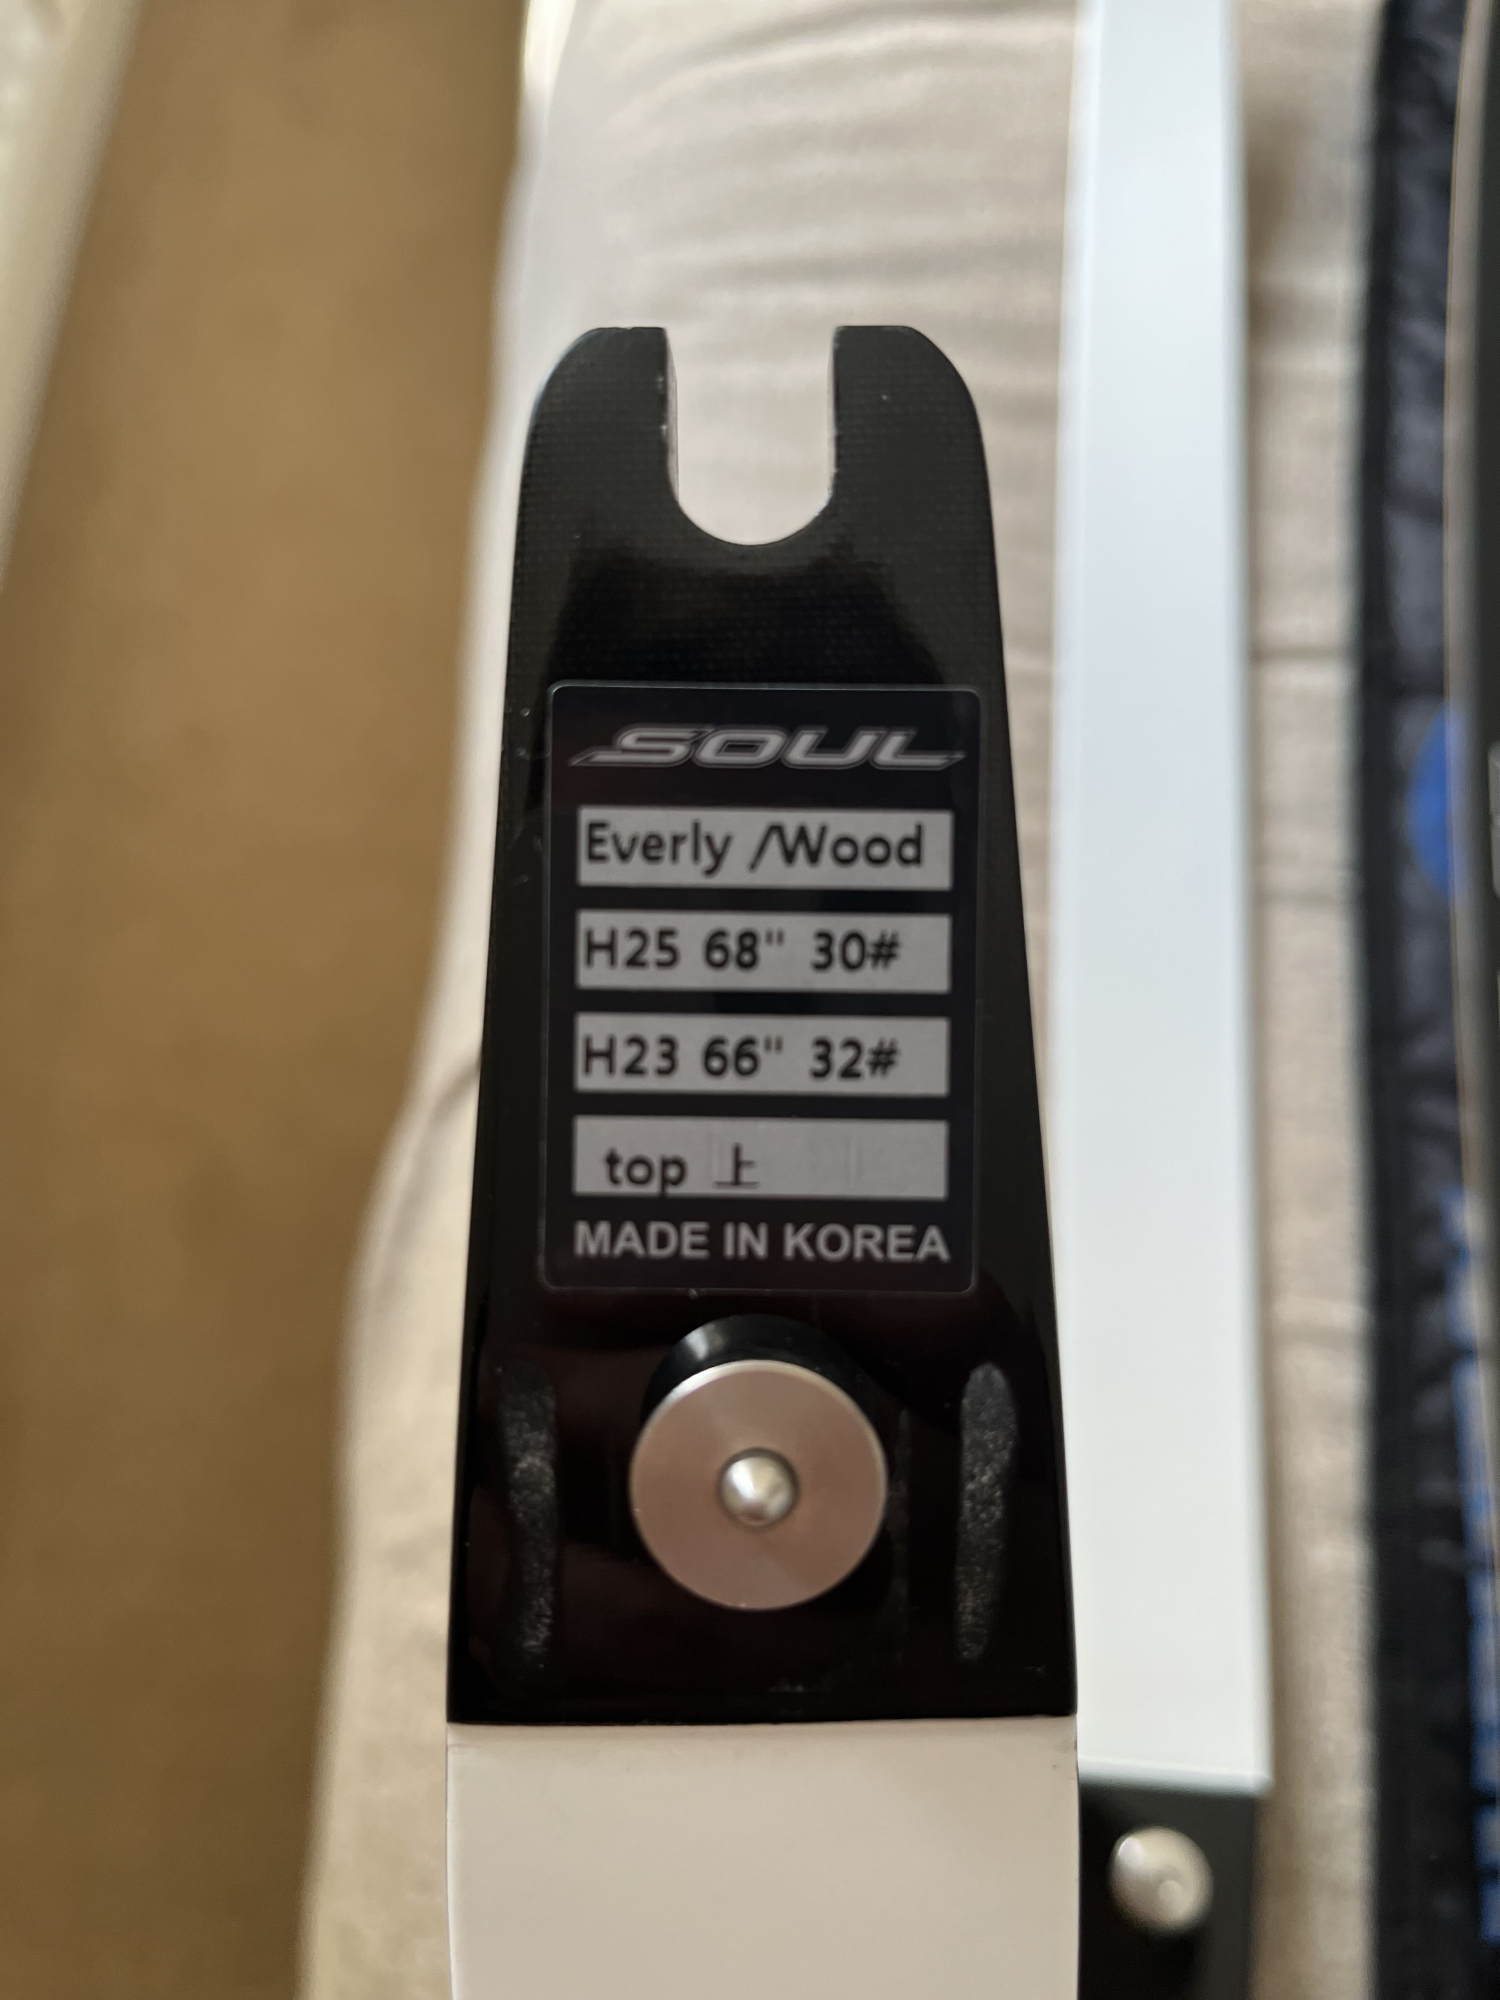 SOUL
Everly /Wood
H25 68" 30#
H23 66" 32#
top 上
MADE IN KOREA